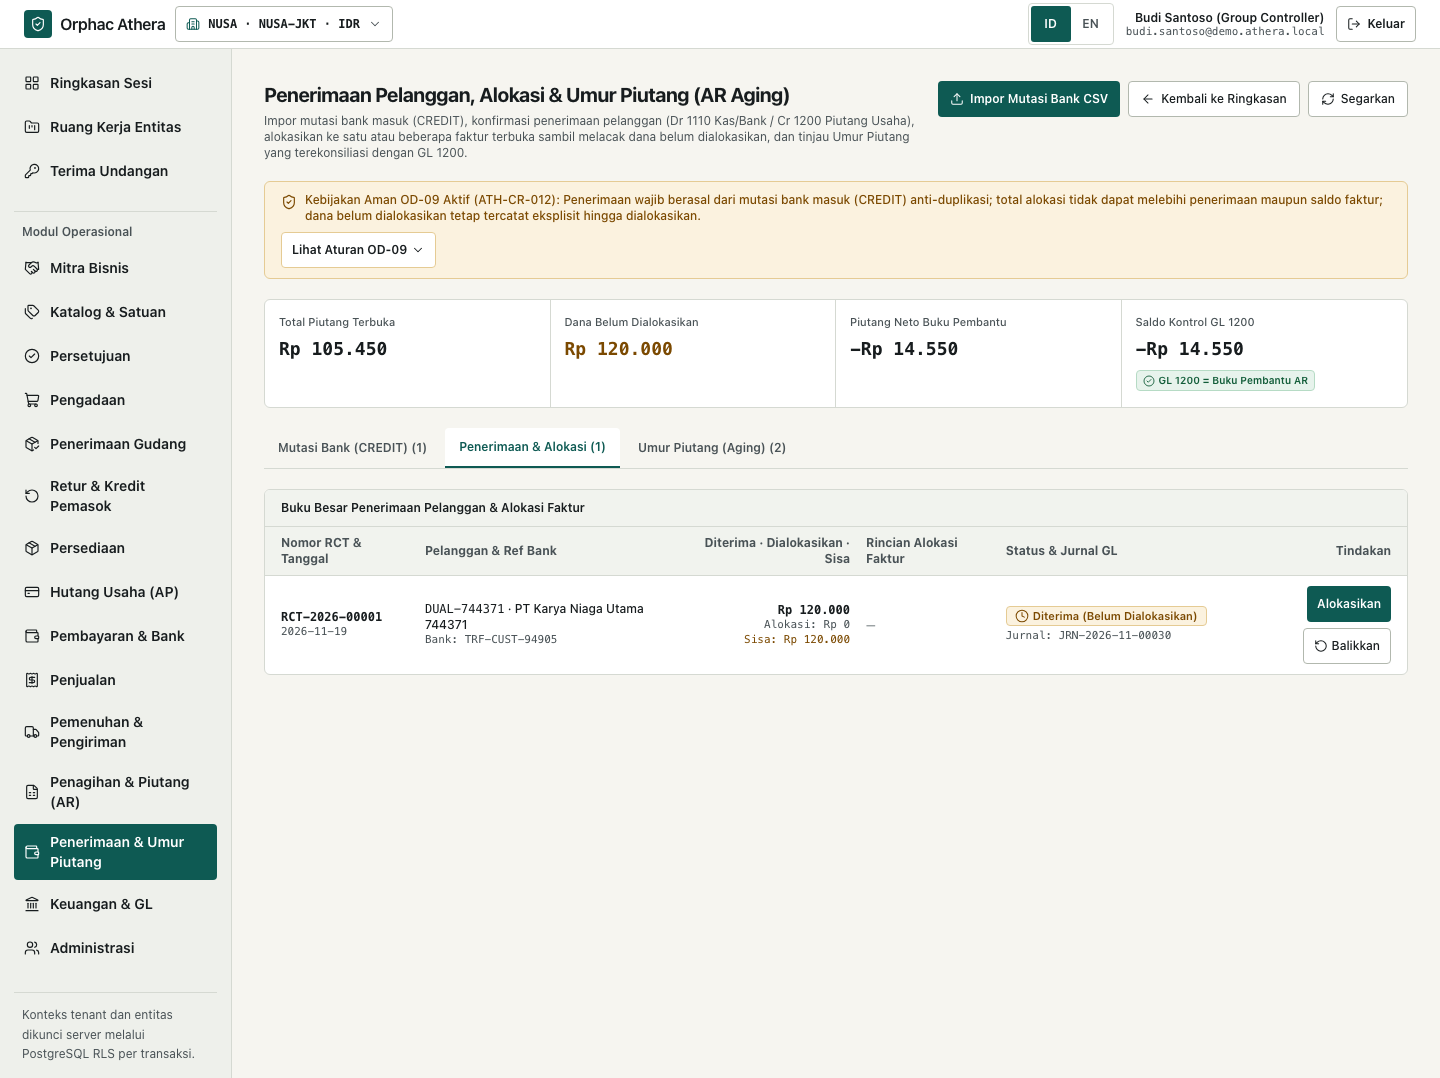 Orphac Athera
NUSA · NUSA–JKT · IDR
ID
EN
Budi Santoso (Group Controller)
budi.santoso@demo.athera.local
Keluar
Ringkasan Sesi
Ruang Kerja Entitas
Terima Undangan
Modul Operasional
Mitra Bisnis
Katalog & Satuan
Persetujuan
Pengadaan
Penerimaan Gudang
Retur & Kredit
Pemasok
Persediaan
Hutang Usaha (AP)
Pembayaran & Bank
Penjualan
Pemenuhan &
Pengiriman
Penagihan & Piutang
(AR)
Penerimaan & Umur
Piutang
Keuangan & GL
Administrasi
Konteks tenant dan entitas
dikunci server melalui
PostgreSQL RLS per transaksi.
Penerimaan Pelanggan, Alokasi & Umur Piutang (AR Aging)
Impor mutasi bank masuk (CREDIT), konfirmasi penerimaan pelanggan (Dr 1110 Kas/Bank / Cr 1200 Piutang Usaha),
alokasikan ke satu atau beberapa faktur terbuka sambil melacak dana belum dialokasikan, dan tinjau Umur Piutang
yang terekonsiliasi dengan GL 1200.
Impor Mutasi Bank CSV
Kembali ke Ringkasan
Segarkan
Kebijakan Aman OD-09 Aktif (ATH-CR-012): Penerimaan wajib berasal dari mutasi bank masuk (CREDIT) anti-duplikasi; total alokasi tidak dapat melebihi penerimaan maupun saldo faktur;
dana belum dialokasikan tetap tercatat eksplisit hingga dialokasikan.
Lihat Aturan OD-09
Total Piutang Terbuka
Rp 105.450
Dana Belum Dialokasikan
Rp 120.000
Piutang Neto Buku Pembantu
–Rp 14.550
Saldo Kontrol GL 1200
–Rp 14.550
GL 1200 = Buku Pembantu AR
Mutasi Bank (CREDIT) (1)
Penerimaan & Alokasi (1)
Umur Piutang (Aging) (2)
Buku Besar Penerimaan Pelanggan & Alokasi Faktur
Nomor RCT &
Tanggal
Pelanggan & Ref Bank
Diterima · Dialokasikan ·
Sisa
Rincian Alokasi
Faktur
Status & Jurnal GL
Tindakan
RCT–2026–00001
2026–11–19
DUAL–744371 · PT Karya Niaga Utama
744371
Bank: TRF–CUST–94905
Rp 120.000
Alokasi: Rp 0
Sisa: Rp 120.000
—
Diterima (Belum Dialokasikan)
Jurnal: JRN–2026–11–00030
Alokasikan
Balikkan